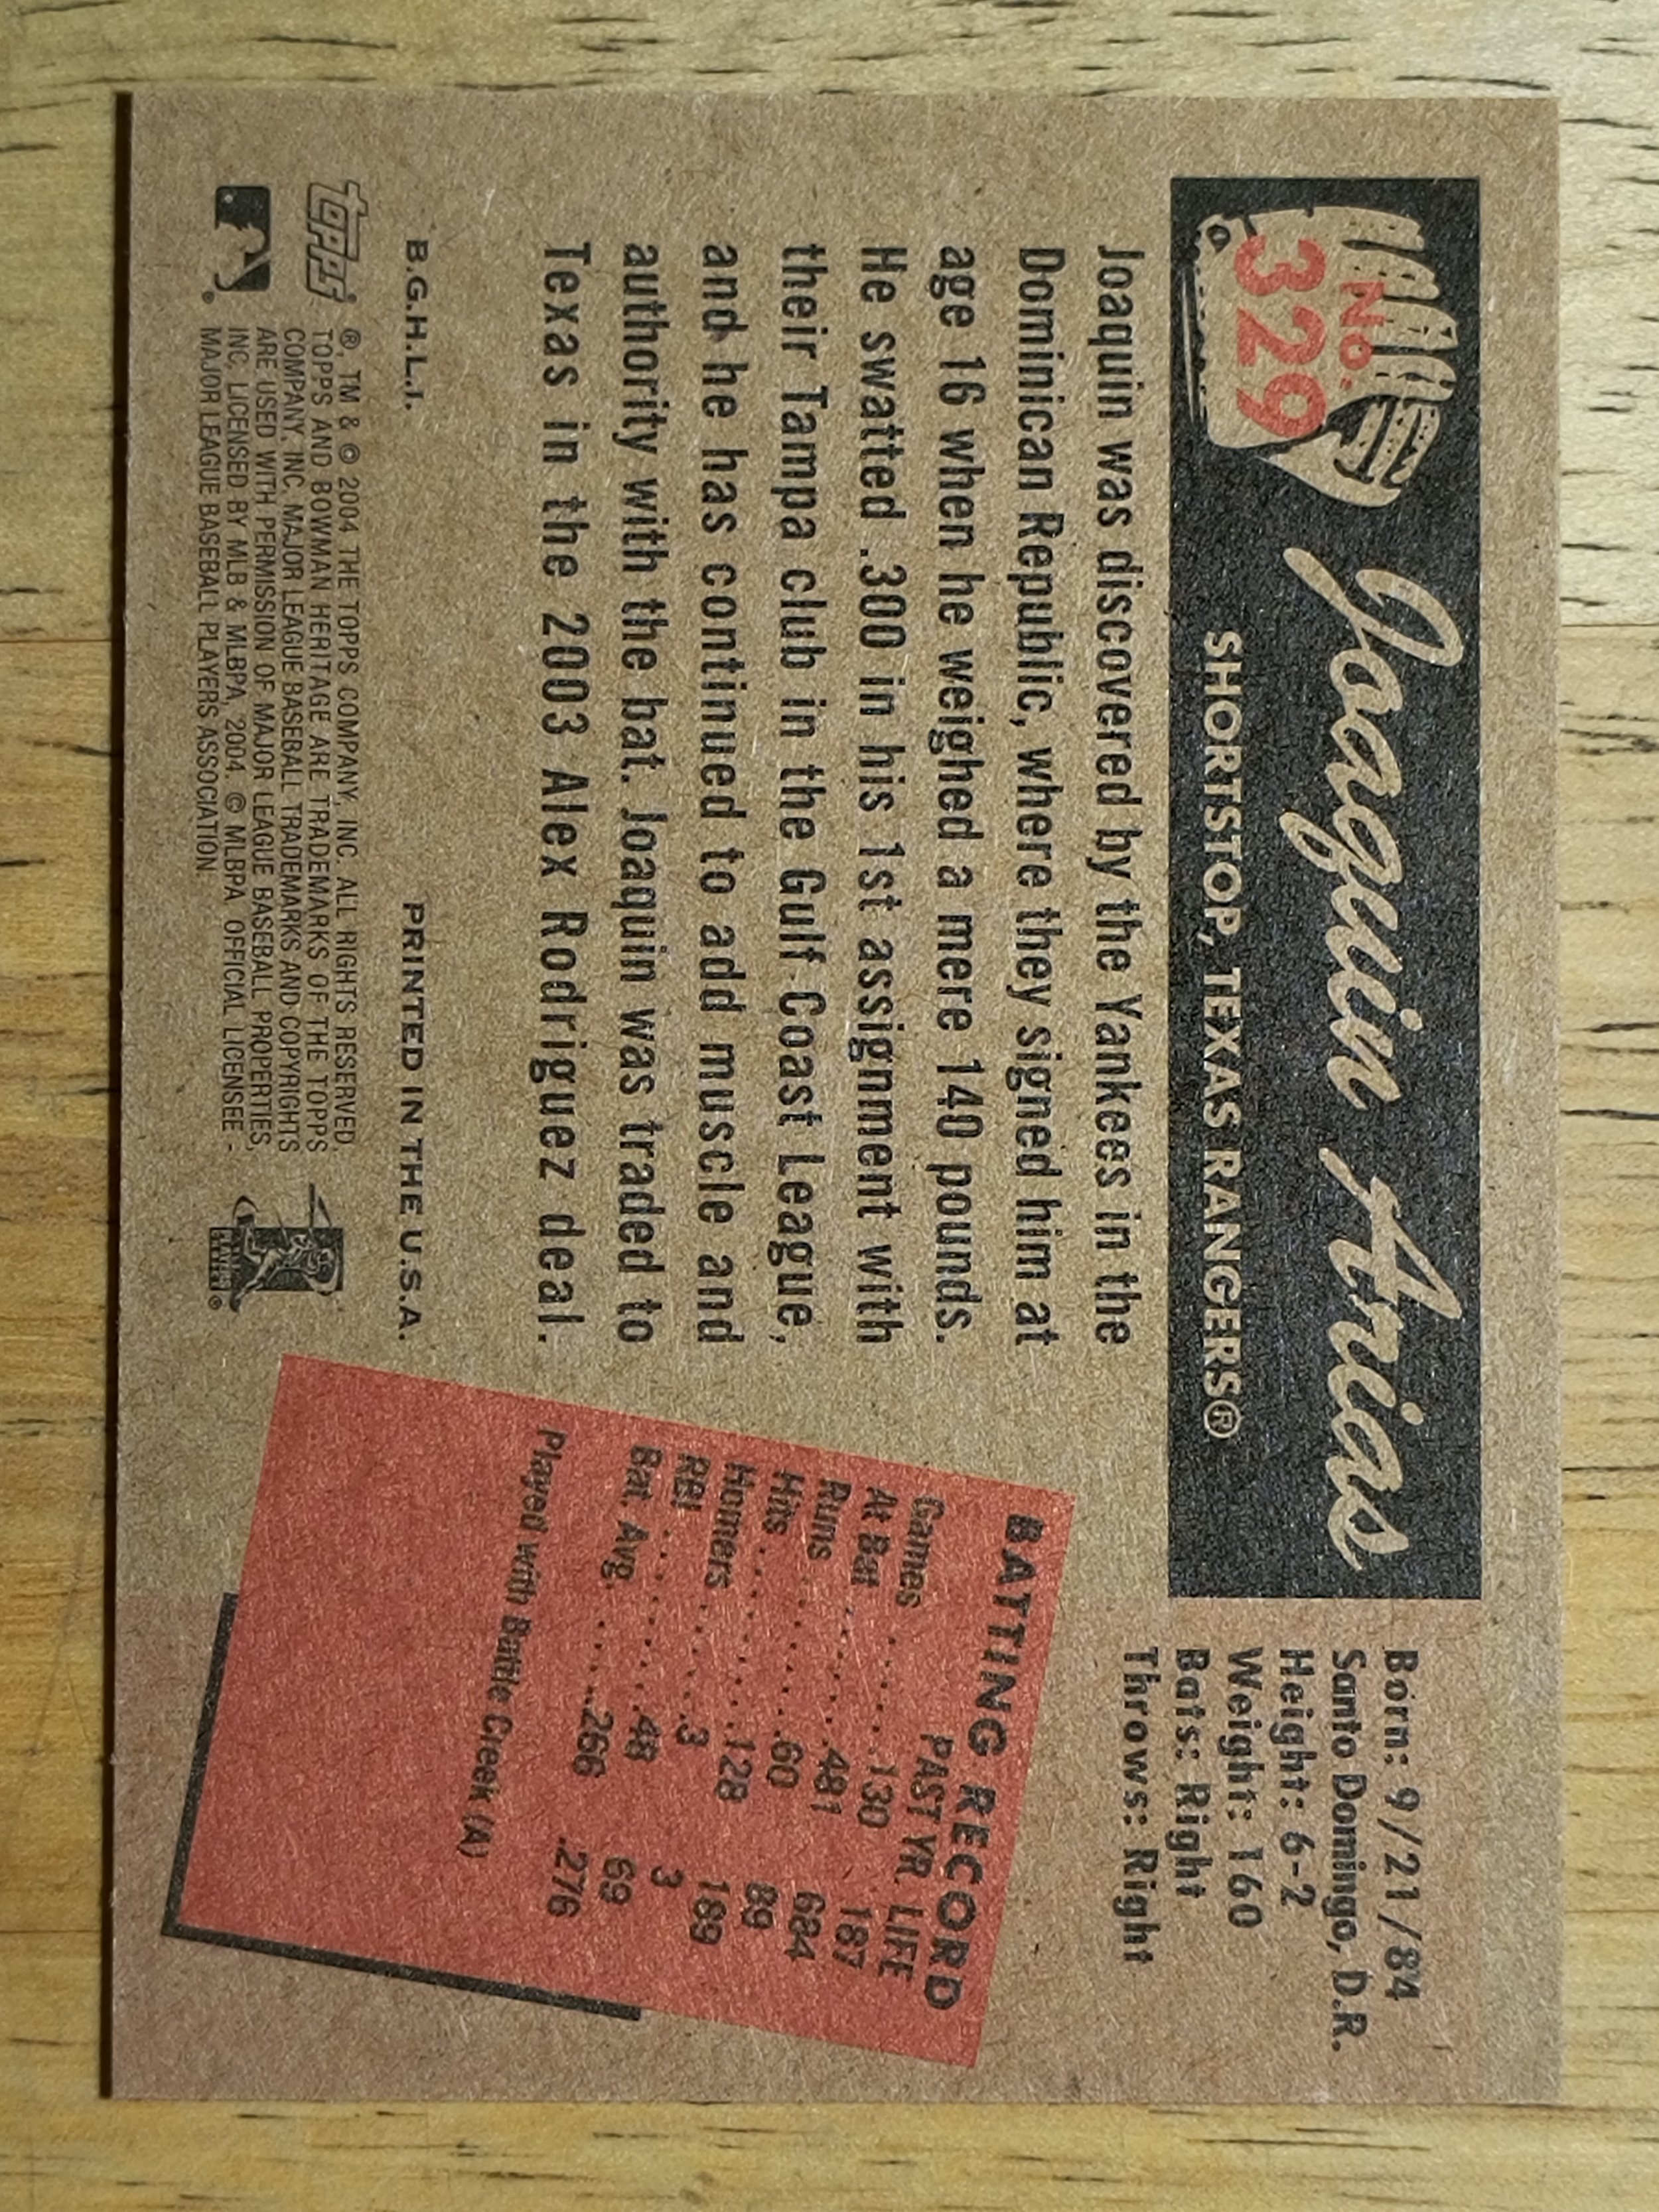 No.
329
Joaquin Arias
SHORTSTOP, TEXAS RANGERS®
Born: 9/21/84
Santo Domingo, D.R.
Height: 6-2
Weight: 160
Bats: Right
Throws: Right
Joaquin was discovered by the Yankees in the
Dominican Republic, where they signed him at
age 16 when he weighed a mere 140 pounds.
He swatted .300 in his 1st assignment with
their Tampa club in the Gulf Coast League,
and he has continued to add muscle and
authority with the bat. Joaquin was traded to
Texas in the 2003 Alex Rodriguez deal.
BATTING RECORD
PAST YR. LIFE
Games .......130 187
At Bat .........481 684
Runs .........60 89
Hits .........128 189
Homers .......3 3
RBI .........48 69
Bat. Avg. ......266 .276
Played with Battle Creek (A)
B.G.H.L.I. PRINTED IN THE U.S.A.
topps®
®, TM & © 2004 THE TOPPS COMPANY, INC. ALL RIGHTS RESERVED.
TOPPS AND BOWMAN HERITAGE ARE TRADEMARKS OF THE TOPPS
COMPANY, INC. MAJOR LEAGUE BASEBALL TRADEMARKS AND COPYRIGHTS
ARE USED WITH PERMISSION OF MAJOR LEAGUE BASEBALL PROPERTIES,
INC. LICENSED BY MLB & MLBPA, 2004. © MLBPA OFFICIAL LICENSEE -
MAJOR LEAGUE BASEBALL PLAYERS ASSOCIATION.